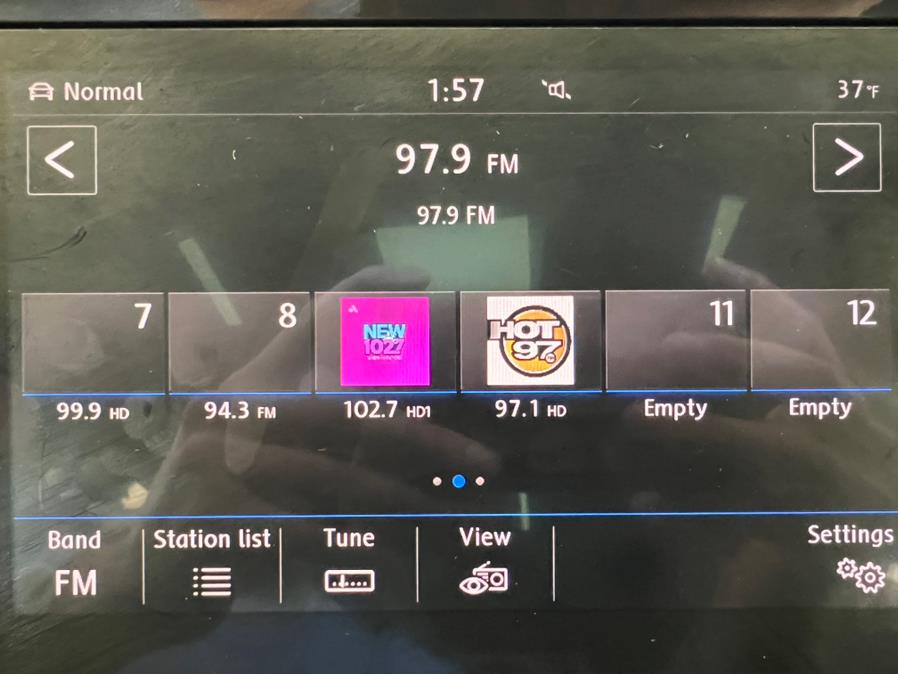 Normal 1:57 37°F
< 97.9 FM >
97.9 FM
7 8 11 12
NEW
102.7
HOT
97
99.9 HD 94.3 FM 102.7 HD1 97.1 HD Empty Empty
Band Station list Tune View Settings
FM